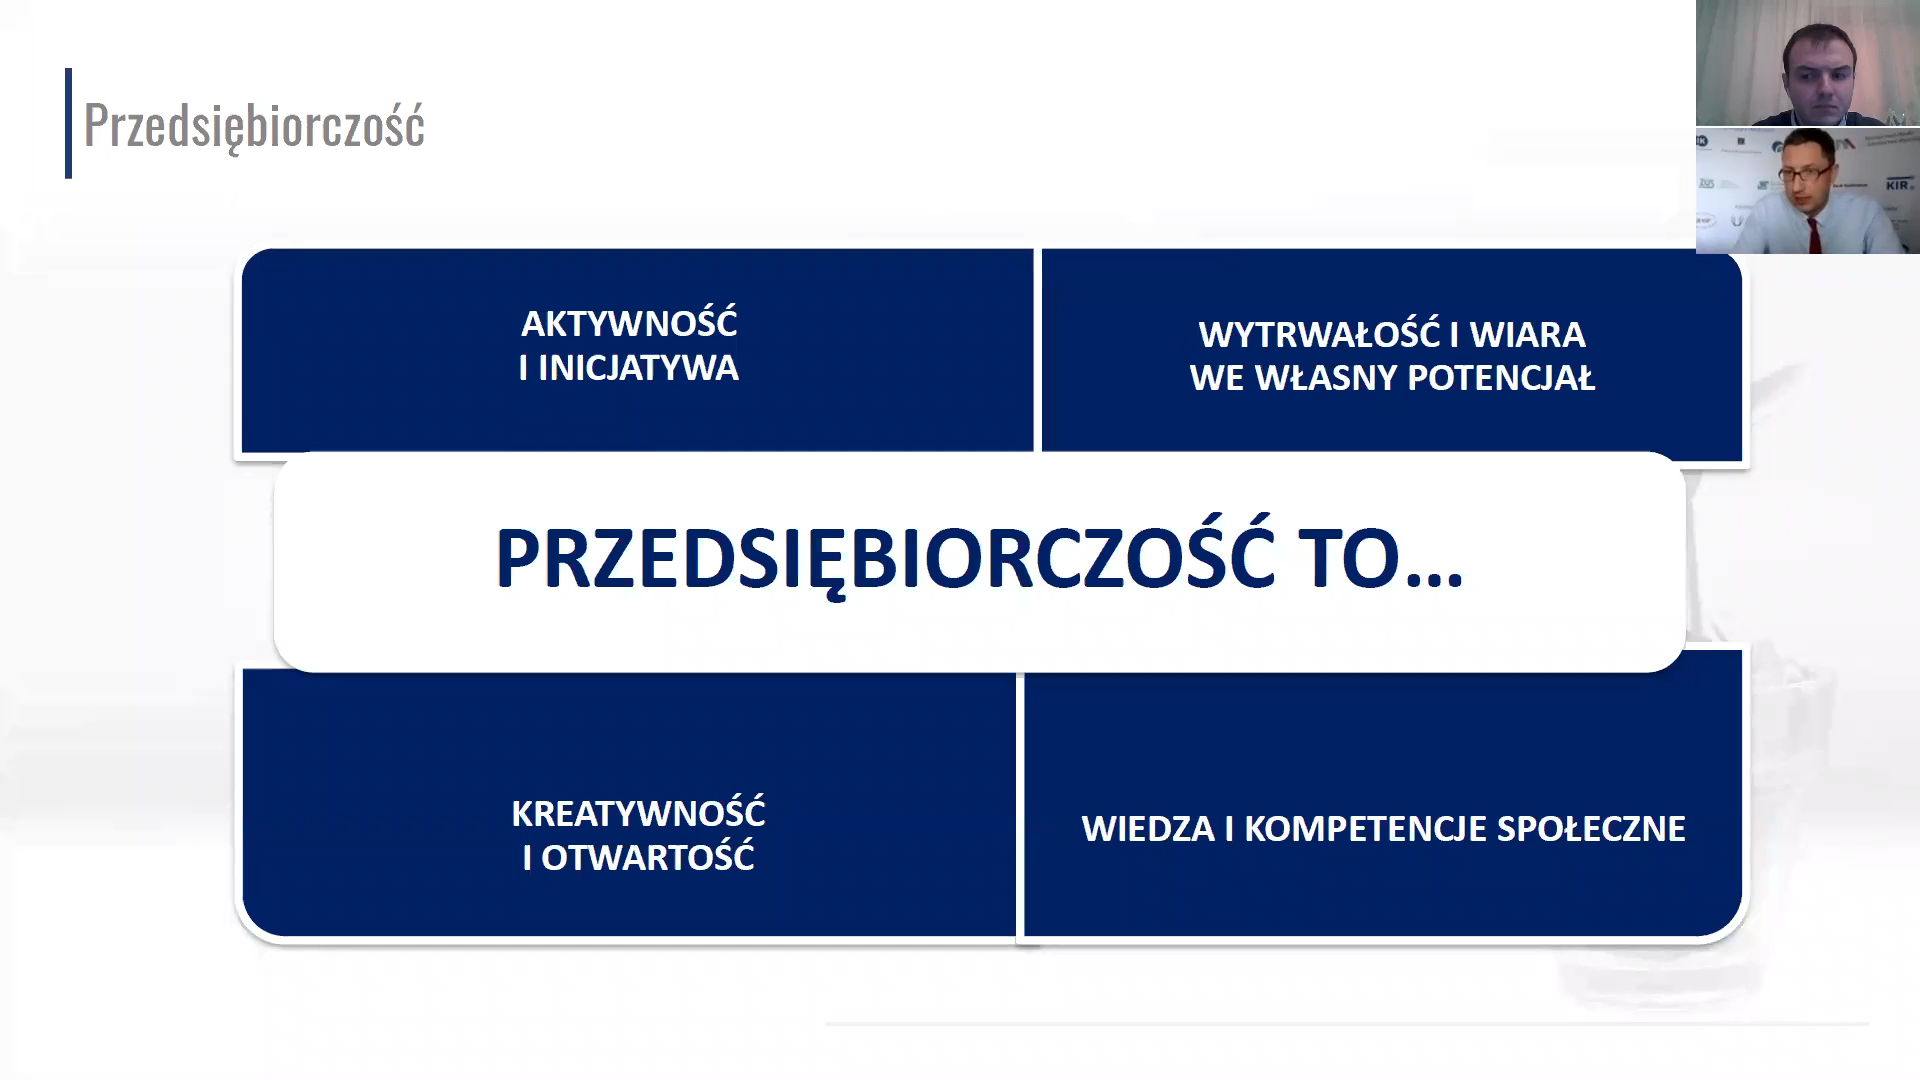 Przedsiębiorczość
AKTYWNOŚĆ
I INICJATYWA
WYTRWAŁOŚĆ I WIARA
WE WŁASNY POTENCJAŁ
PRZEDSIĘBIORCZOŚĆ TO...
KREATYWNOŚĆ
I OTWARTOŚĆ
WIEDZA I KOMPETENCJE SPOŁECZNE
KIR